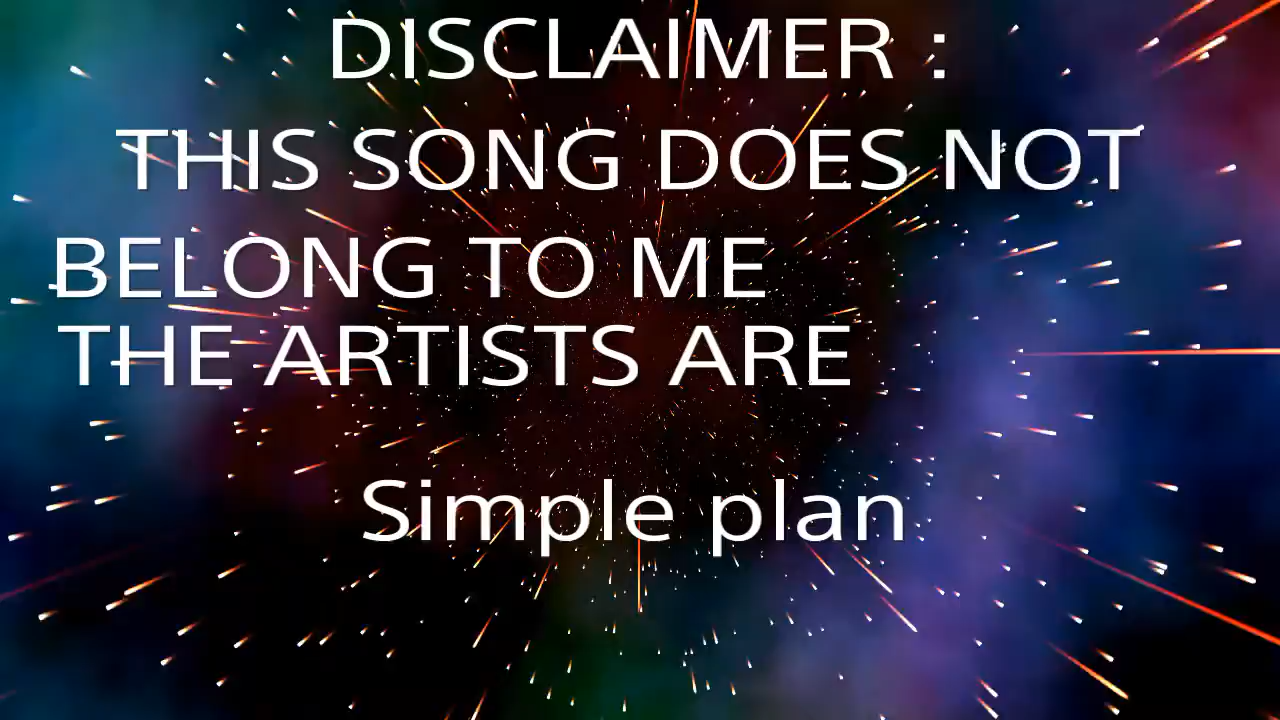 DISCLAIMER :
THIS SONG DOES NOT
BELONG TO ME
THE ARTISTS ARE
Simple plan